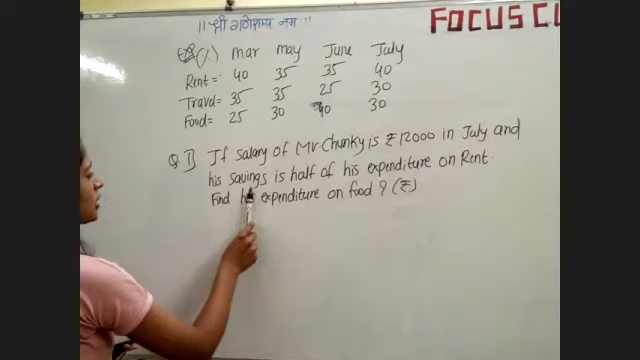 ।। श्री गणेशाय नमः ।।
FOCUS CL
(%) Mar May June July
Rent = 40 35 35 40
Travel = 35 35 25 30
Food = 25 30 40 30
Q. 1) If salary of Mr. Chunky is ₹ 12000 in July and
his savings is half of his expenditure on Rent.
Find expenditure on food ? (₹)